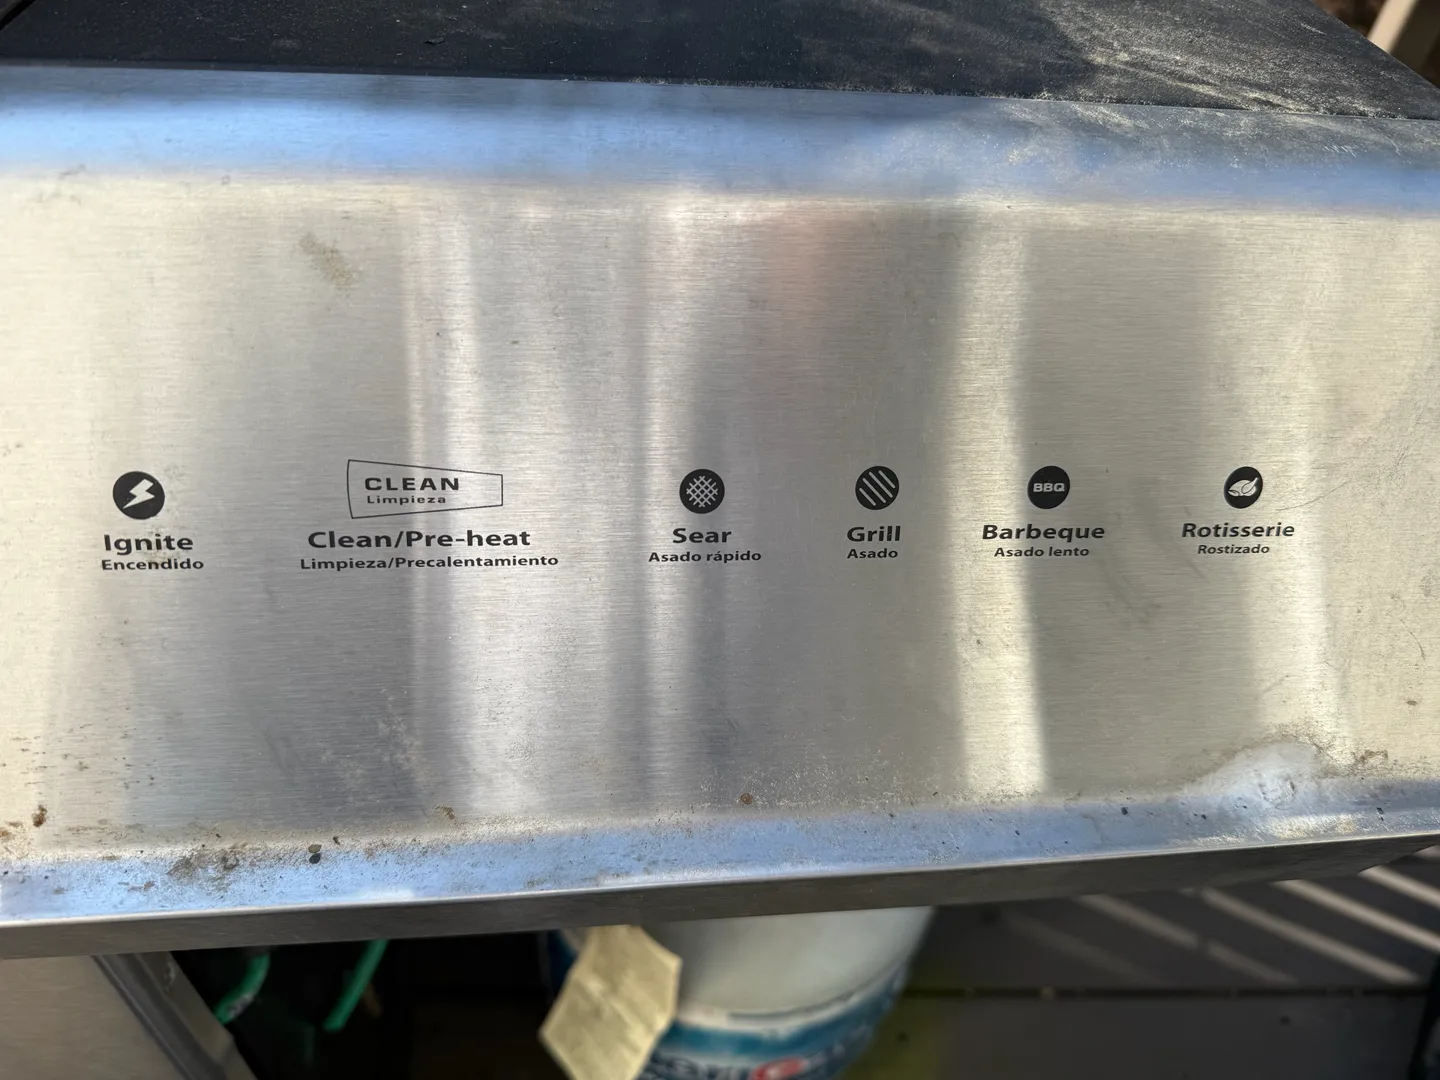 Ignite
Encendido
CLEAN
Limpieza
Clean/Pre-heat
Limpieza/Precalentamiento
Sear
Asado rápido
Grill
Asado
BBQ
Barbeque
Asado lento
Rotisserie
Rostizado